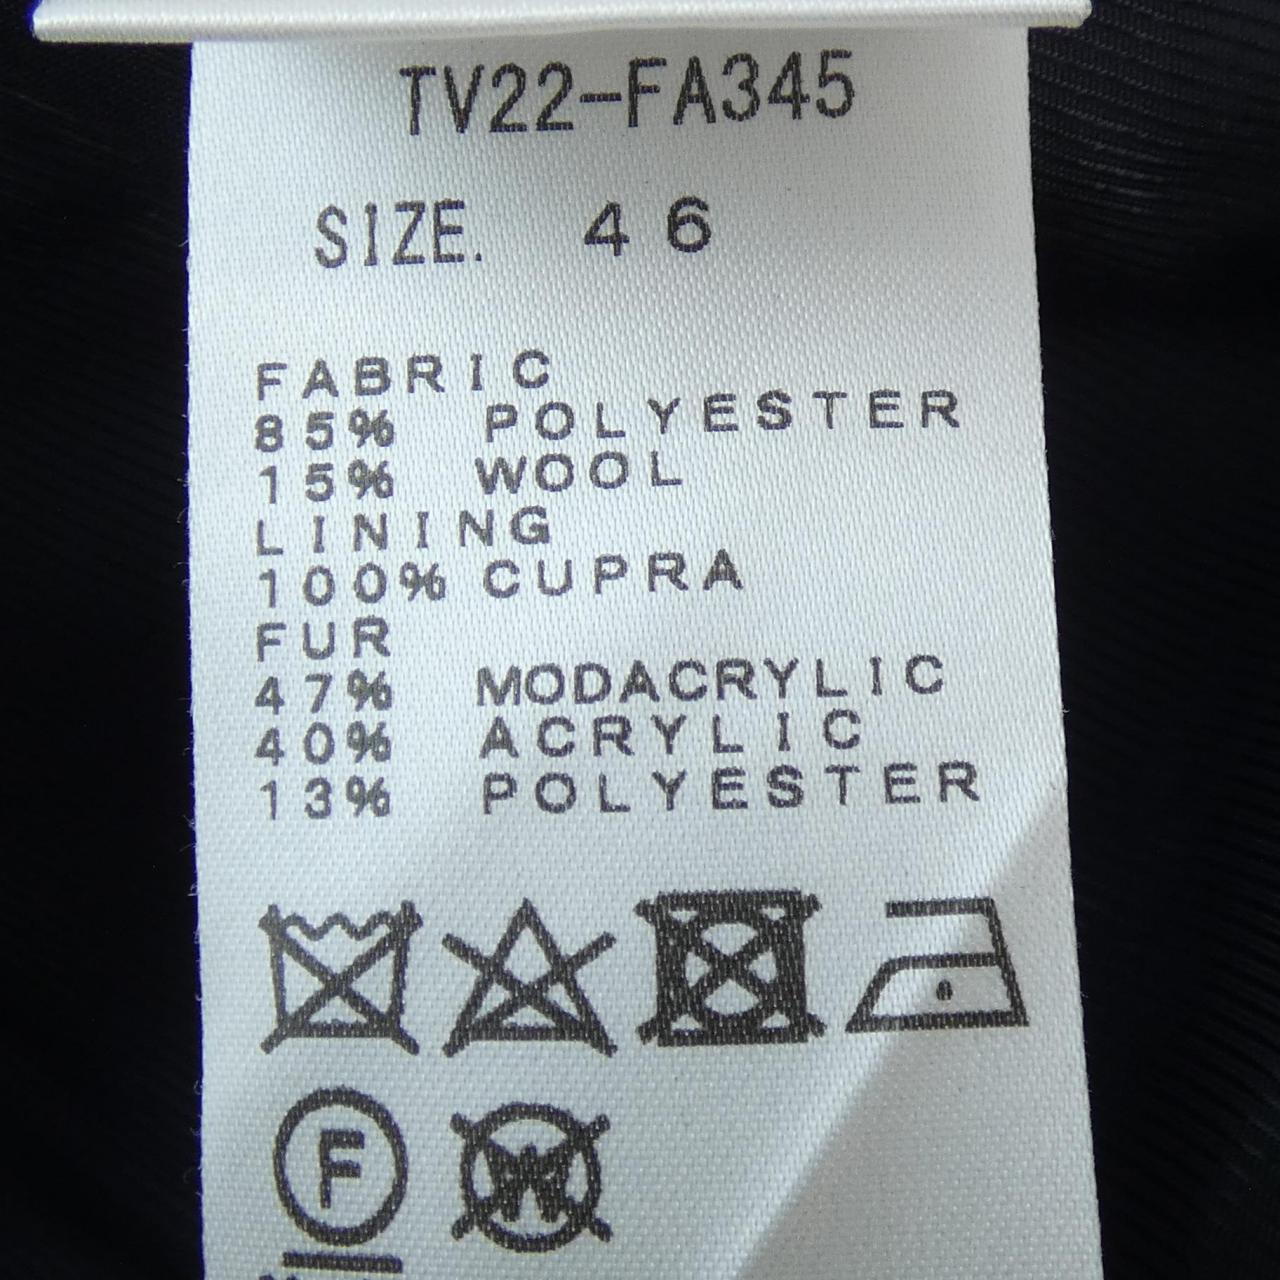 TV22-FA345
SIZE. 46
FABRIC
85% POLYESTER
15% WOOL
LINING
100% CUPRA
FUR
47% MODACRYLIC
40% ACRYLIC
13% POLYESTER
F W